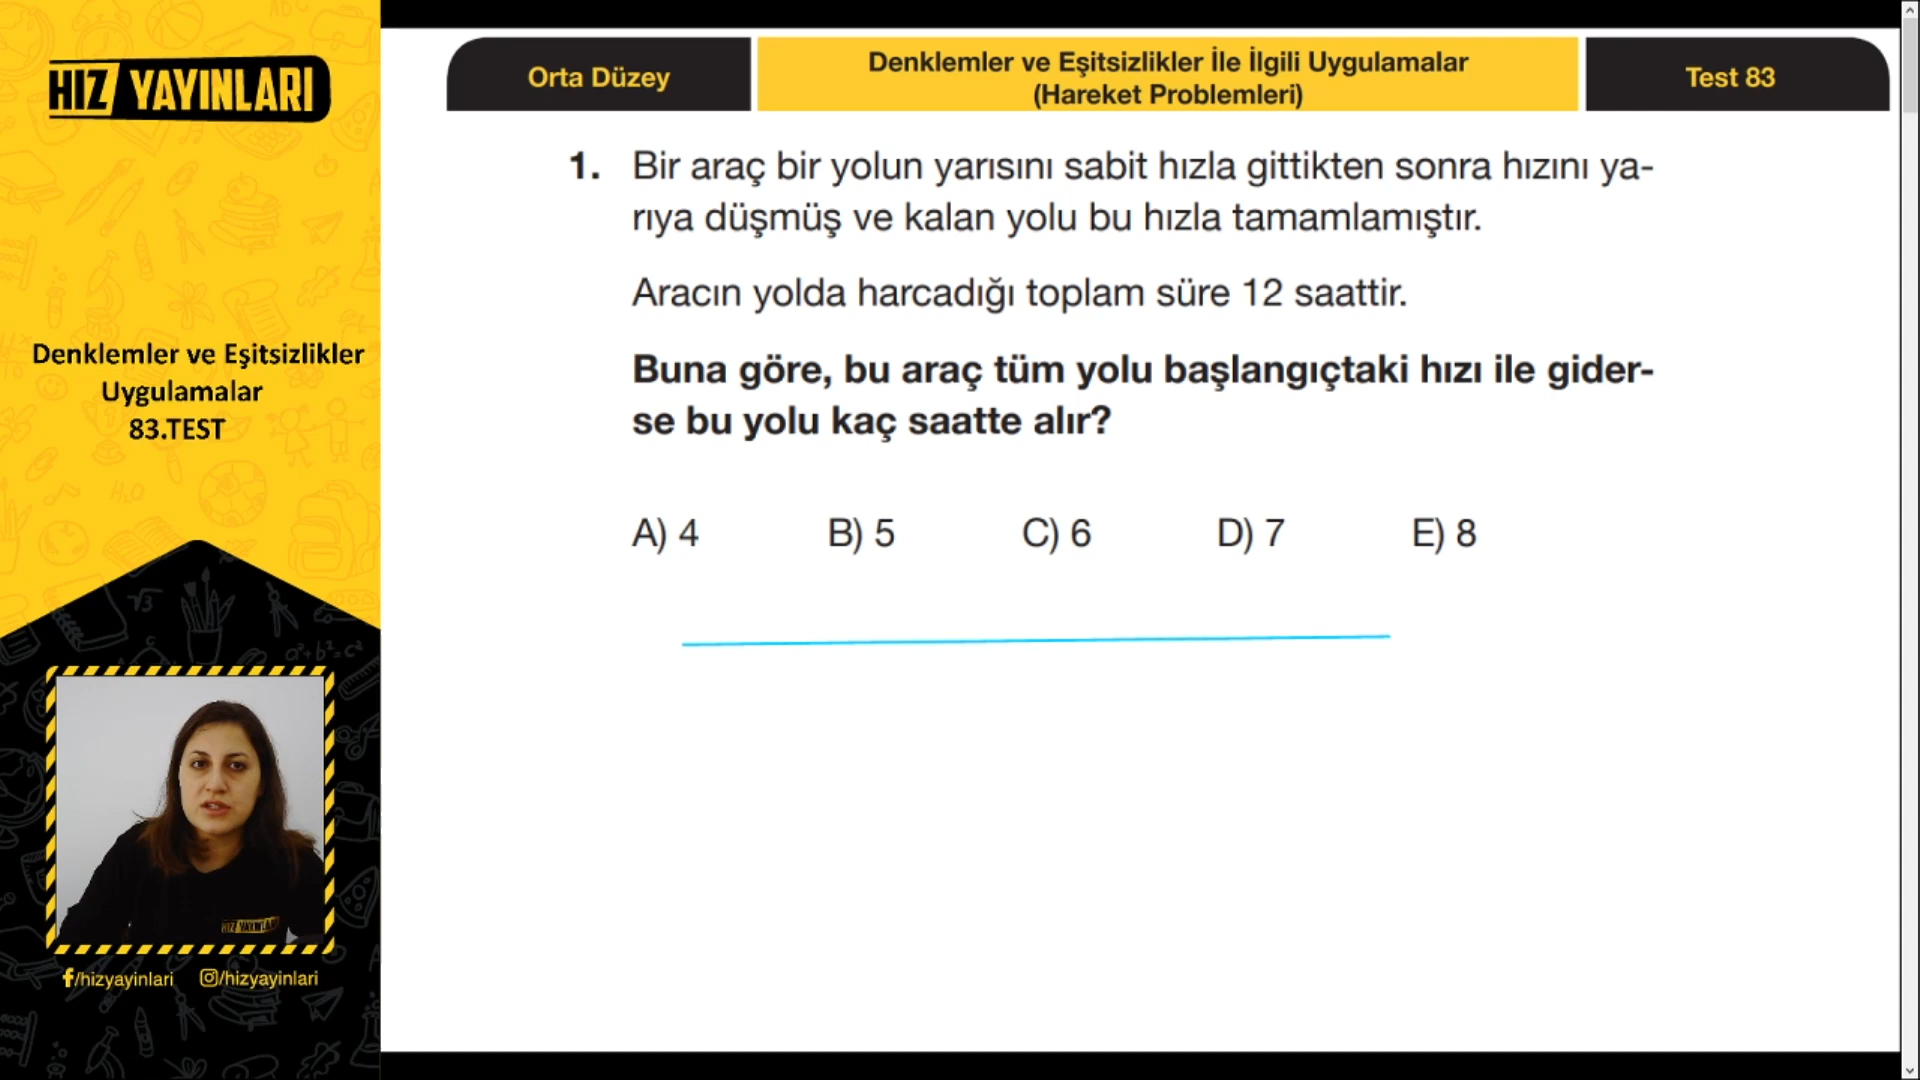 HIZ YAYINLARI
Denklemler ve Eşitsizlikler
Uygulamalar
83.TEST
HIZ YAYINLARI
/hizyayinlari
/hizyayinlari
Orta Düzey
Denklemler ve Eşitsizlikler İle İlgili Uygulamalar
(Hareket Problemleri)
Test 83
1. Bir araç bir yolun yarısını sabit hızla gittikten sonra hızını ya-
rıya düşmüş ve kalan yolu bu hızla tamamlamıştır.
Aracın yolda harcadığı toplam süre 12 saattir.
Buna göre, bu araç tüm yolu başlangıçtaki hızı ile gider-
se bu yolu kaç saatte alır?
A) 4 B) 5 C) 6 D) 7 E) 8